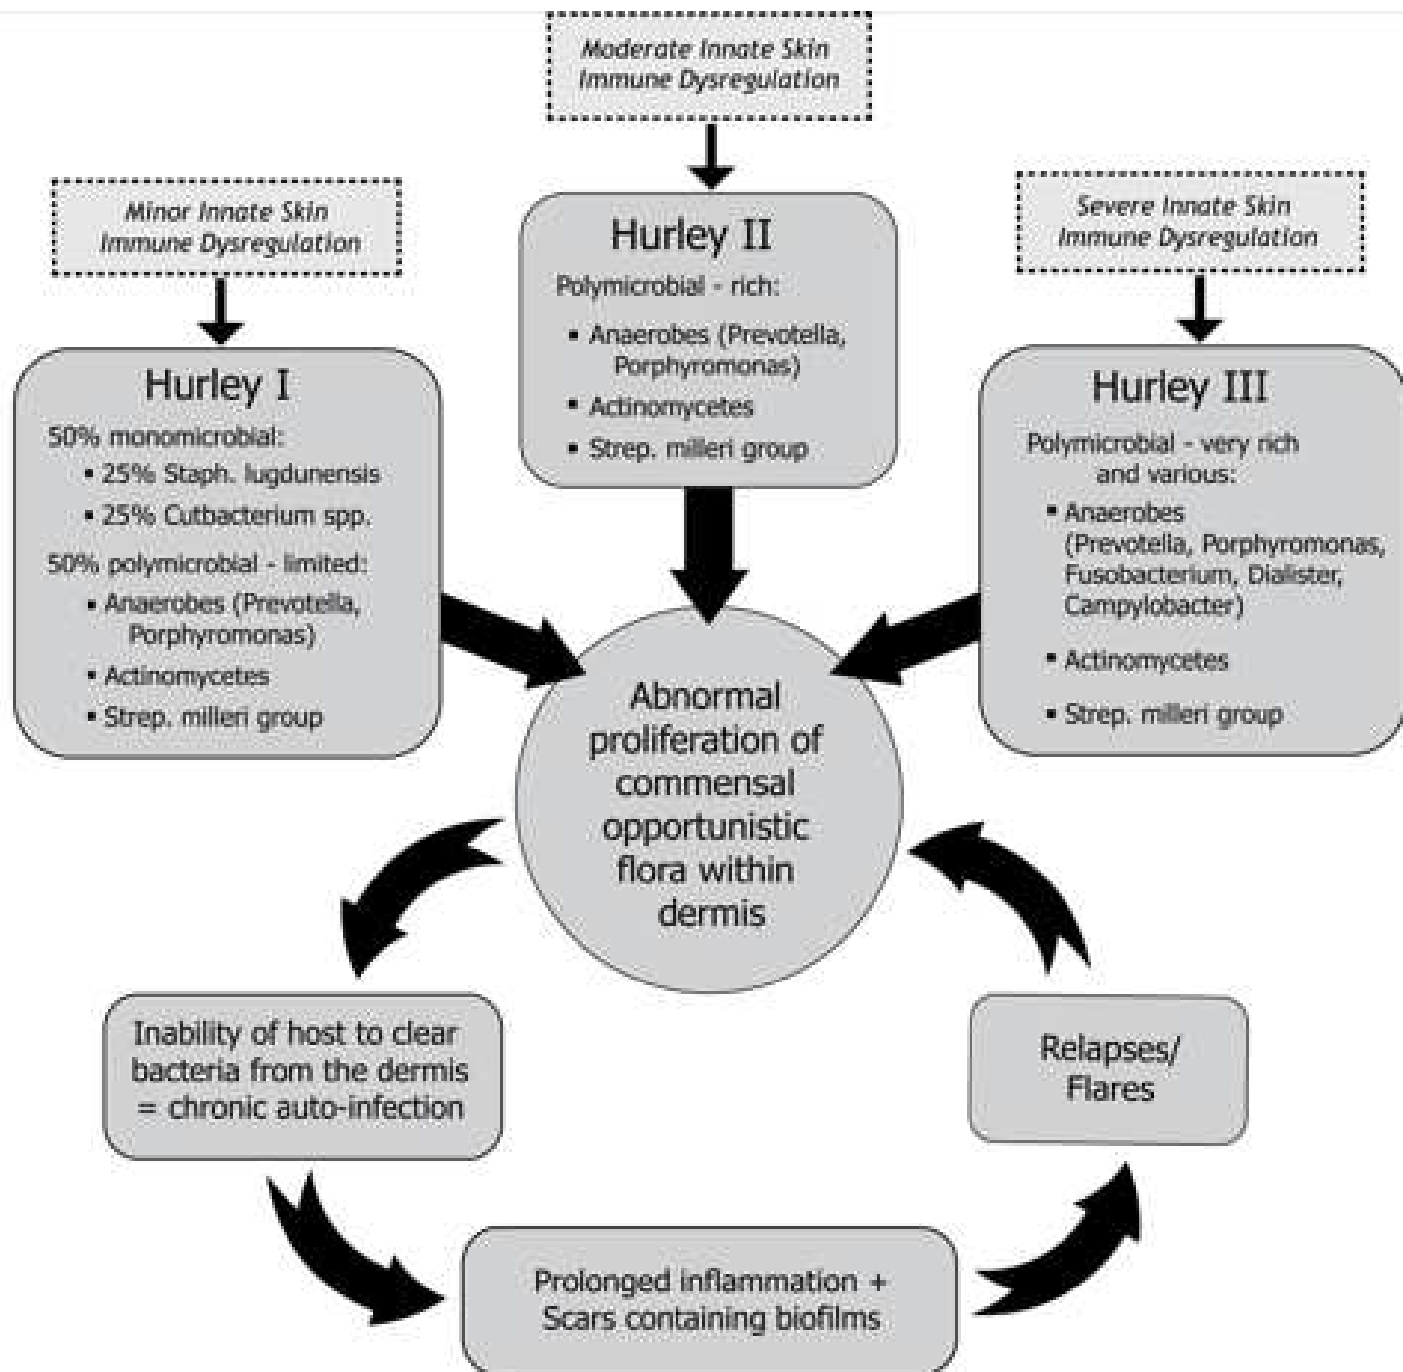 Moderate Innate Skin
Immune Dysregulation
Minor Innate Skin
Immune Dysregulation
Severe Innate Skin
Immune Dysregulation
Hurley II
Polymicrobial - rich:
▪ Anaerobes (Prevotella,
Porphyromonas)
▪ Actinomycetes
▪ Strep. milleri group
Hurley I
50% monomicrobial:
▪ 25% Staph. lugdunensis
▪ 25% Cutbacterium spp.
50% polymicrobial - limited:
▪ Anaerobes (Prevotella,
Porphyromonas)
▪ Actinomycetes
▪ Strep. milleri group
Hurley III
Polymicrobial - very rich
and various:
▪ Anaerobes
(Prevotella, Porphyromonas,
Fusobacterium, Dialister,
Campylobacter)
▪ Actinomycetes
▪ Strep. milleri group
Abnormal
proliferation of
commensal
opportunistic
flora within
dermis
Inability of host to clear
bacteria from the dermis
= chronic auto-infection
Prolonged inflammation +
Scars containing biofilms
Relapses/
Flares